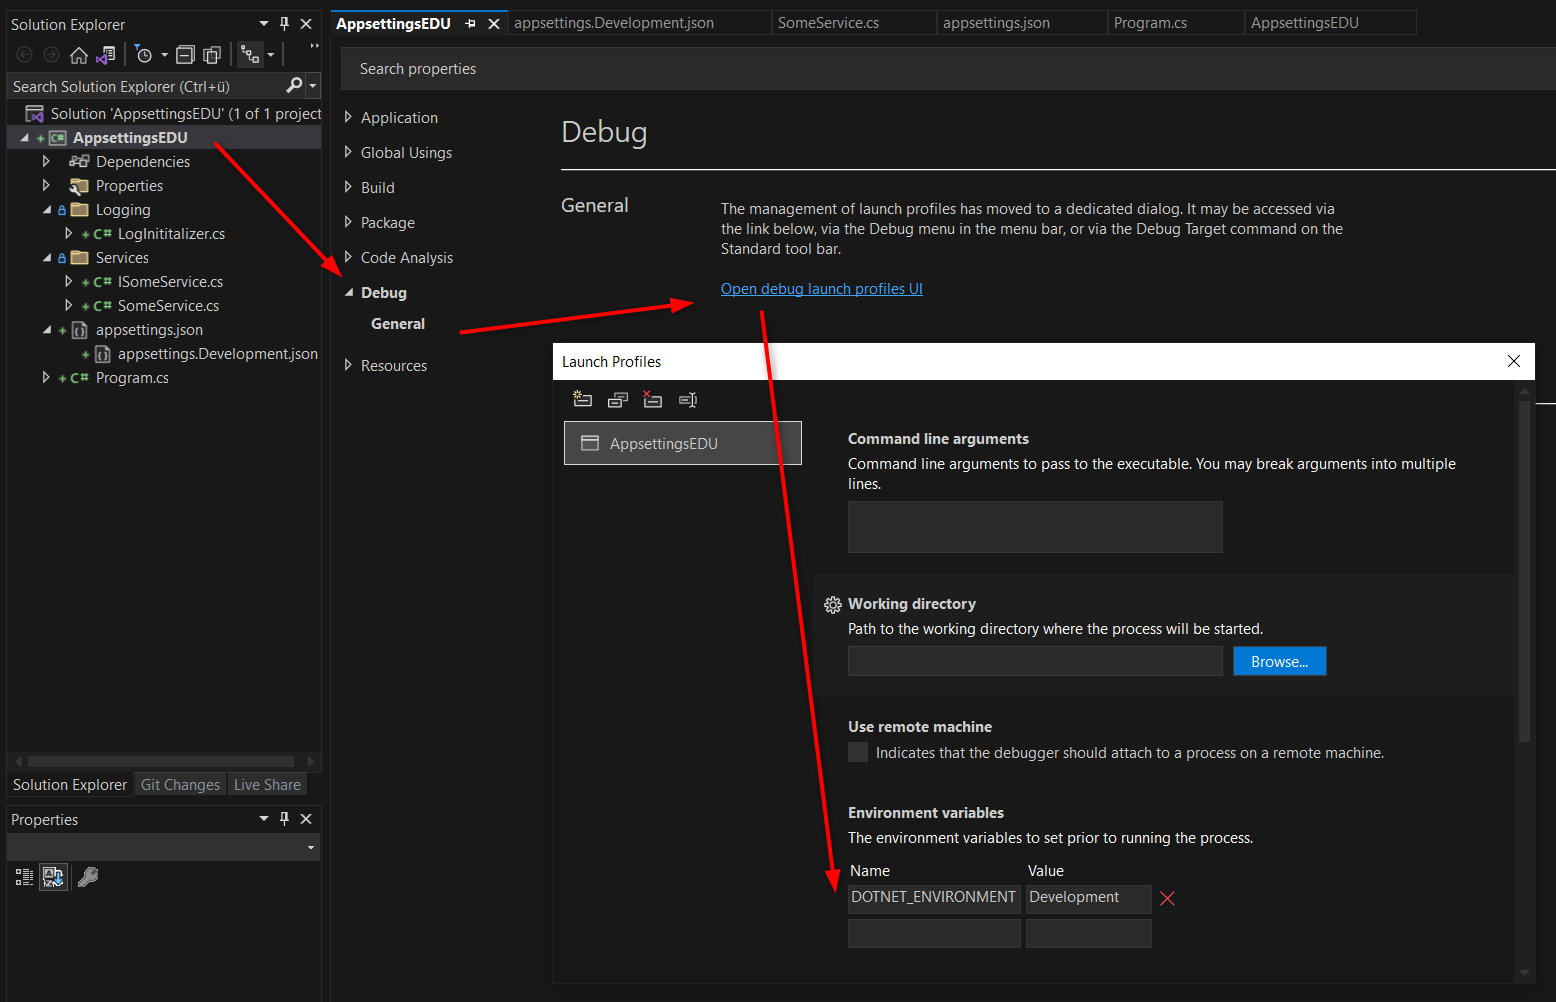 Solution Explorer
Search Solution Explorer (Ctrl+ü)
Solution 'AppsettingsEDU' (1 of 1 project
C# AppsettingsEDU
Dependencies
Properties
Logging
C# LogInititalizer.cs
Services
C# ISomeService.cs
C# SomeService.cs
appsettings.json
appsettings.Development.json
C# Program.cs
Solution Explorer Git Changes Live Share
Properties
AppsettingsEDU appsettings.Development.json SomeService.cs appsettings.json Program.cs AppsettingsEDU
Search properties
Application
Global Usings
Build
Package
Code Analysis
Debug
General
Resources
Debug
General
The management of launch profiles has moved to a dedicated dialog. It may be accessed via
the link below, via the Debug menu in the menu bar, or via the Debug Target command on the
Standard tool bar.
Open debug launch profiles UI
Launch Profiles
AppsettingsEDU
Command line arguments
Command line arguments to pass to the executable. You may break arguments into multiple
lines.
Working directory
Path to the working directory where the process will be started.
Browse...
Use remote machine
Indicates that the debugger should attach to a process on a remote machine.
Environment variables
The environment variables to set prior to running the process.
Name Value
DOTNET_ENVIRONMENT Development